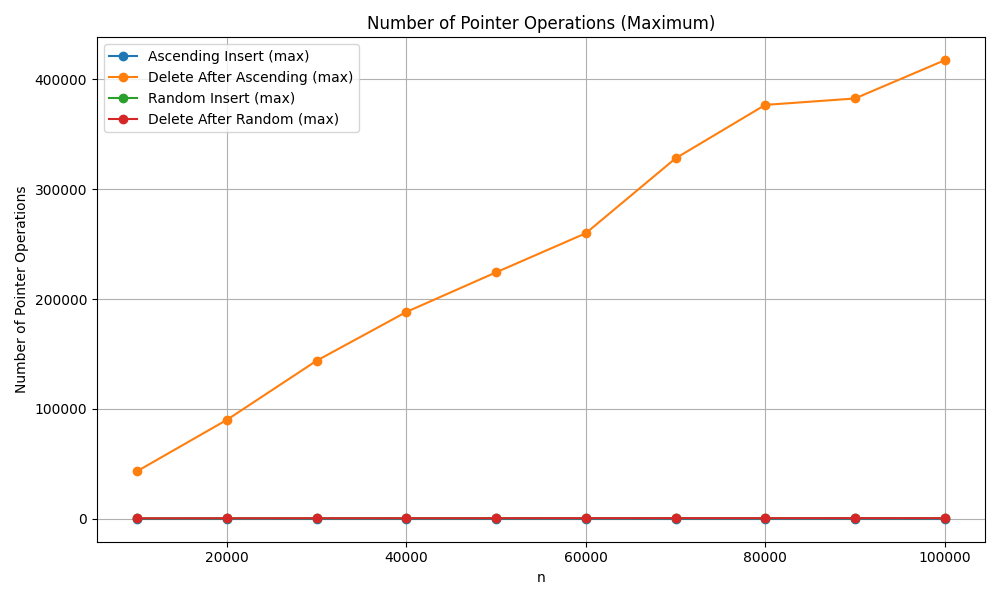 Number of Pointer Operations (Maximum)
Ascending Insert (max)
Delete After Ascending (max)
Random Insert (max)
Delete After Random (max)
Number of Pointer Operations
400000
300000
200000
100000
0
20000
40000
60000
80000
100000
n